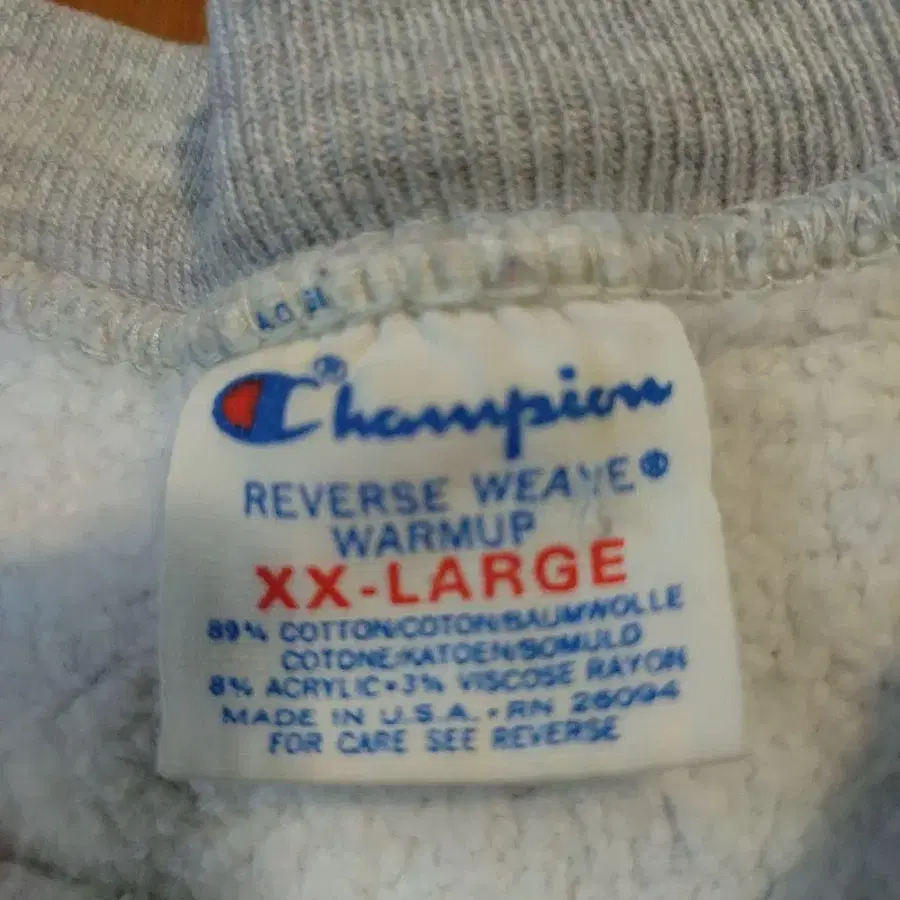 Champion®
REVERSE WEAVE®
WARMUP
XX-LARGE
89% COTTON/COTON/BAUMWOLLE
COTONE/KATOEN/BOMULD
8% ACRYLIC•3% VISCOSE RAYON
MADE IN U.S.A. • RN 26094
FOR CARE SEE REVERSE